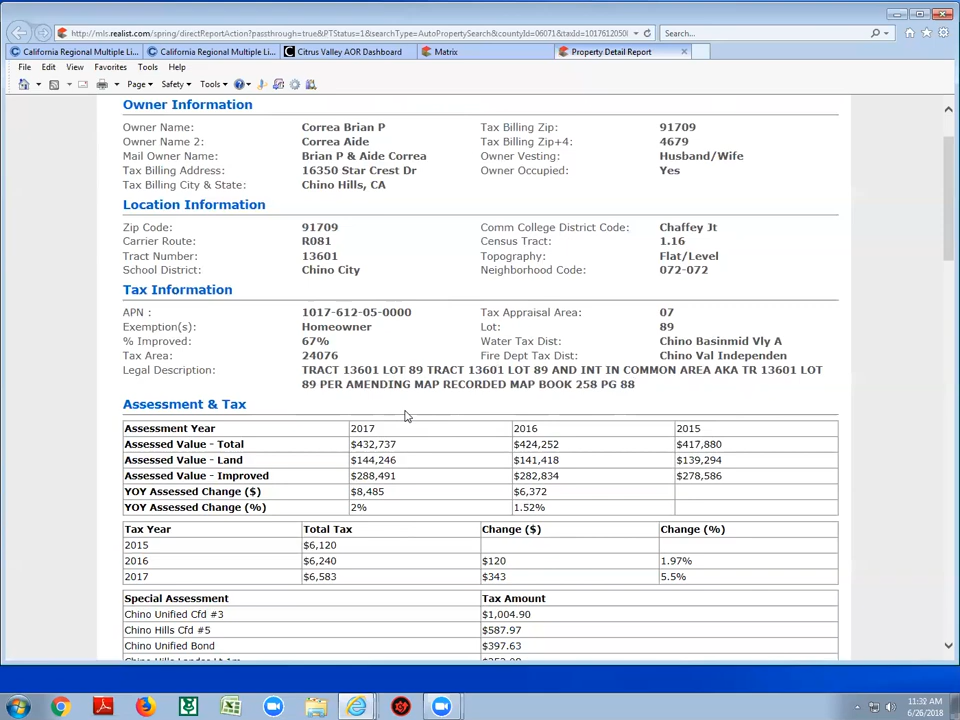 http://mls.realist.com/spring/directReportAction?passthrough=true&PTStatus=1&searchType=AutoPropertySearch&countyId=06071&taxId=10176120500
Search...
California Regional Multiple Li...
California Regional Multiple Li...
Citrus Valley AOR Dashboard
Matrix
Property Detail Report
File Edit View Favorites Tools Help
Page Safety Tools
Owner Information
Owner Name: Correa Brian P Tax Billing Zip: 91709
Owner Name 2: Correa Aide Tax Billing Zip+4: 4679
Mail Owner Name: Brian P & Aide Correa Owner Vesting: Husband/Wife
Tax Billing Address: 16350 Star Crest Dr Owner Occupied: Yes
Tax Billing City & State: Chino Hills, CA
Location Information
Zip Code: 91709 Comm College District Code: Chaffey Jt
Carrier Route: R081 Census Tract: 1.16
Tract Number: 13601 Topography: Flat/Level
School District: Chino City Neighborhood Code: 072-072
Tax Information
APN : 1017-612-05-0000 Tax Appraisal Area: 07
Exemption(s): Homeowner Lot: 89
% Improved: 67% Water Tax Dist: Chino Basinmid Vly A
Tax Area: 24076 Fire Dept Tax Dist: Chino Val Independen
Legal Description: TRACT 13601 LOT 89 TRACT 13601 LOT 89 AND INT IN COMMON AREA AKA TR 13601 LOT
89 PER AMENDING MAP RECORDED MAP BOOK 258 PG 88
Assessment & Tax
Assessment Year 2017 2016 2015
Assessed Value - Total $432,737 $424,252 $417,880
Assessed Value - Land $144,246 $141,418 $139,294
Assessed Value - Improved $288,491 $282,834 $278,586
YOY Assessed Change ($) $8,485 $6,372
YOY Assessed Change (%) 2% 1.52%
Tax Year Total Tax Change ($) Change (%)
2015 $6,120
2016 $6,240 $120 1.97%
2017 $6,583 $343 5.5%
Special Assessment Tax Amount
Chino Unified Cfd #3 $1,004.90
Chino Hills Cfd #5 $587.97
Chino Unified Bond $397.63
11:32 AM
6/26/2018